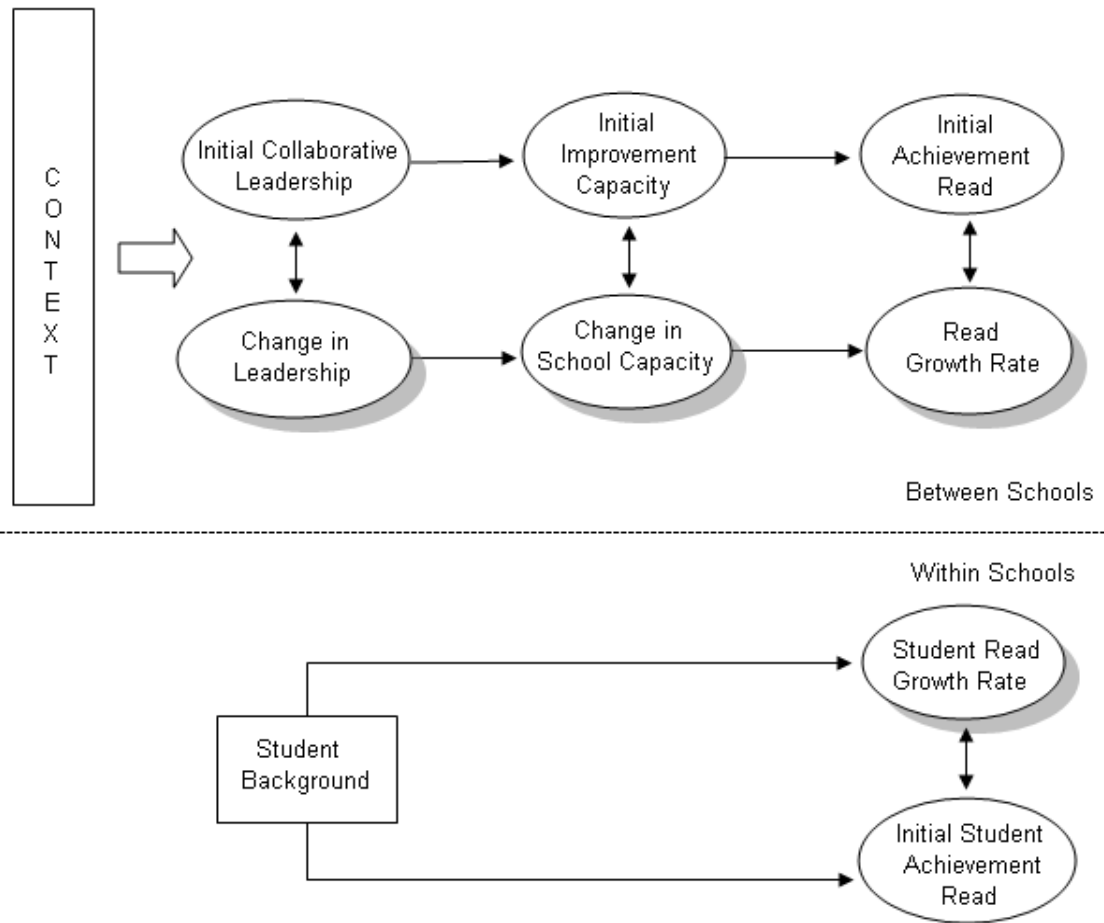 C
O
N
T
E
X
T
Initial Collaborative
Leadership
Initial
Improvement
Capacity
Initial
Achievement
Read
Change in
Leadership
Change in
School Capacity
Read
Growth Rate
Between Schools
Within Schools
Student Read
Growth Rate
Student
Background
Initial Student
Achievement
Read